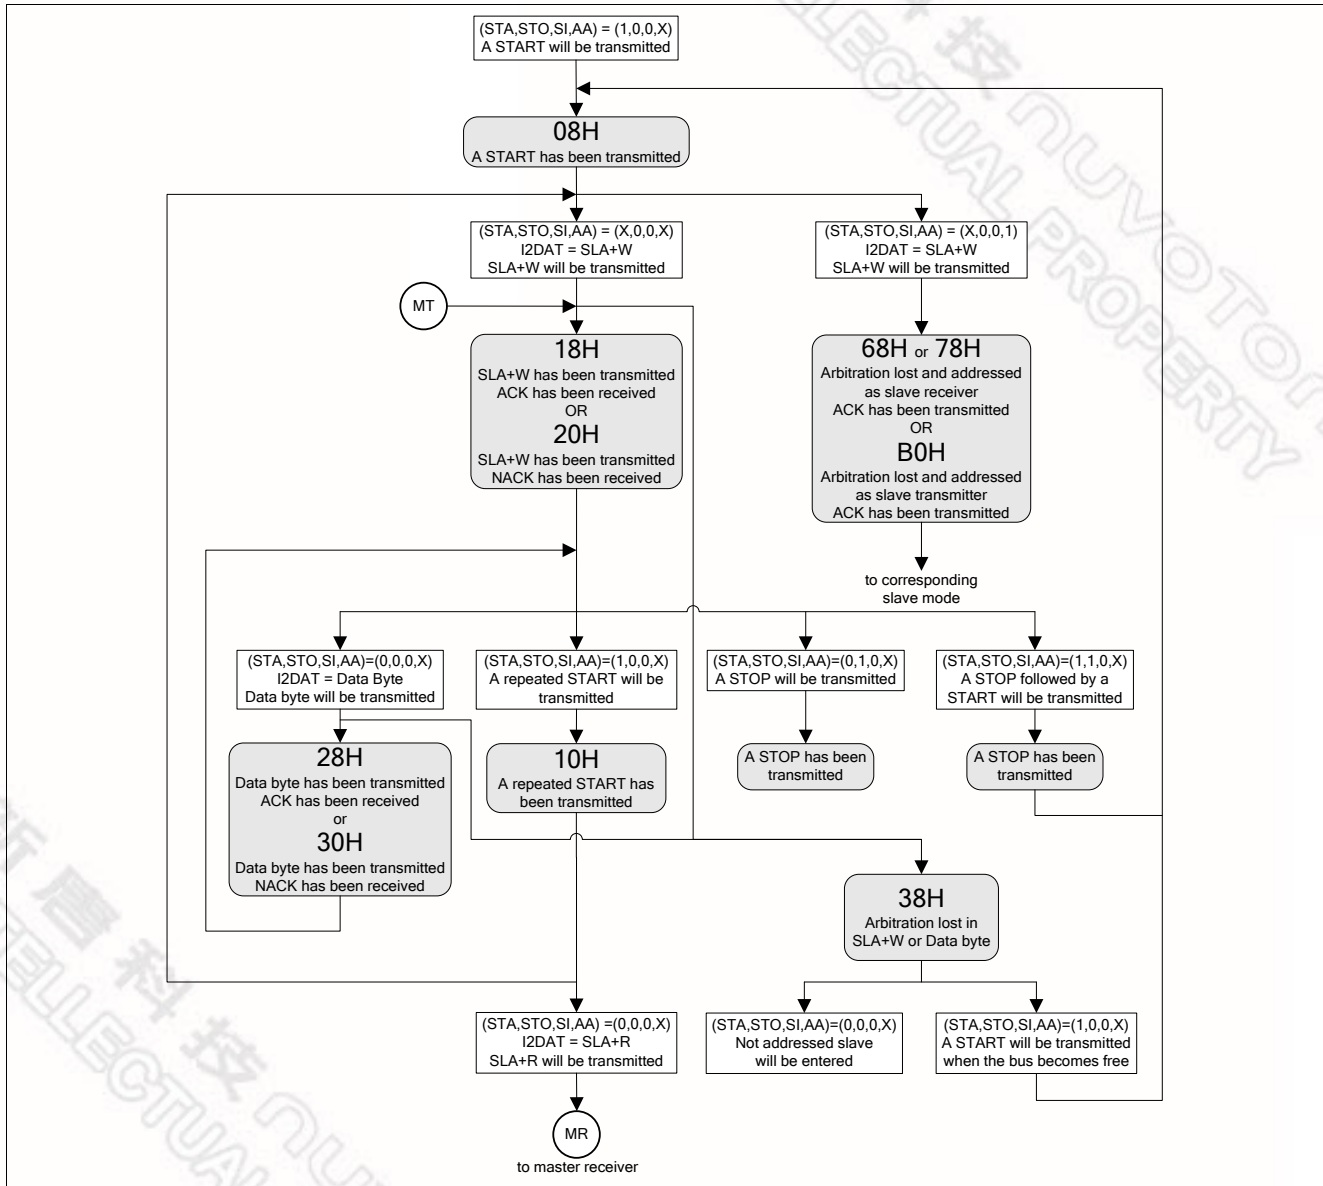 (STA,STO,SI,AA) = (1,0,0,X)
A START will be transmitted
08H
A START has been transmitted
(STA,STO,SI,AA) = (X,0,0,X)
I2DAT = SLA+W
SLA+W will be transmitted
(STA,STO,SI,AA) = (X,0,0,1)
I2DAT = SLA+W
SLA+W will be transmitted
MT
18H
SLA+W has been transmitted
ACK has been received
OR
20H
SLA+W has been transmitted
NACK has been received
68H or 78H
Arbitration lost and addressed
as slave receiver
ACK has been transmitted
OR
B0H
Arbitration lost and addressed
as slave transmitter
ACK has been transmitted
to corresponding
slave mode
(STA,STO,SI,AA)=(0,0,0,X)
I2DAT = Data Byte
Data byte will be transmitted
(STA,STO,SI,AA)=(1,0,0,X)
A repeated START will be
transmitted
(STA,STO,SI,AA)=(0,1,0,X)
A STOP will be transmitted
(STA,STO,SI,AA)=(1,1,0,X)
A STOP followed by a
START will be transmitted
28H
Data byte has been transmitted
ACK has been received
or
30H
Data byte has been transmitted
NACK has been received
10H
A repeated START has
been transmitted
A STOP has been
transmitted
A STOP has been
transmitted
38H
Arbitration lost in
SLA+W or Data byte
(STA,STO,SI,AA) =(0,0,0,X)
I2DAT = SLA+R
SLA+R will be transmitted
(STA,STO,SI,AA)=(0,0,0,X)
Not addressed slave
will be entered
(STA,STO,SI,AA)=(1,0,0,X)
A START will be transmitted
when the bus becomes free
MR
to master receiver
科技 nuvoTon
ELLECTUAL PROPERTY
新唐科技 nu
TELLECTUAL